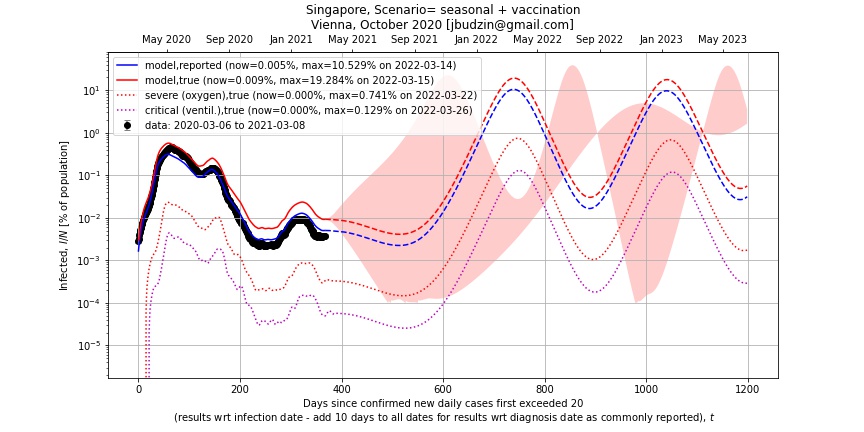 Singapore, Scenario= seasonal + vaccination
Vienna, October 2020 [jbudzin@gmail.com]
May 2020 Sep 2020 Jan 2021 May 2021 Sep 2021 Jan 2022 May 2022 Sep 2022 Jan 2023 May 2023
model,reported (now=0.005%, max=10.529% on 2022-03-14)
model,true (now=0.009%, max=19.284% on 2022-03-15)
severe (oxygen),true (now=0.000%, max=0.741% on 2022-03-22)
critical (ventil.),true (now=0.000%, max=0.129% on 2022-03-26)
data: 2020-03-06 to 2021-03-08
Infected, I/N [% of population]
10¹
10⁰
10⁻¹
10⁻²
10⁻³
10⁻⁴
10⁻⁵
0 200 400 600 800 1000 1200
Days since confirmed new daily cases first exceeded 20
(results wrt infection date - add 10 days to all dates for results wrt diagnosis date as commonly reported), t